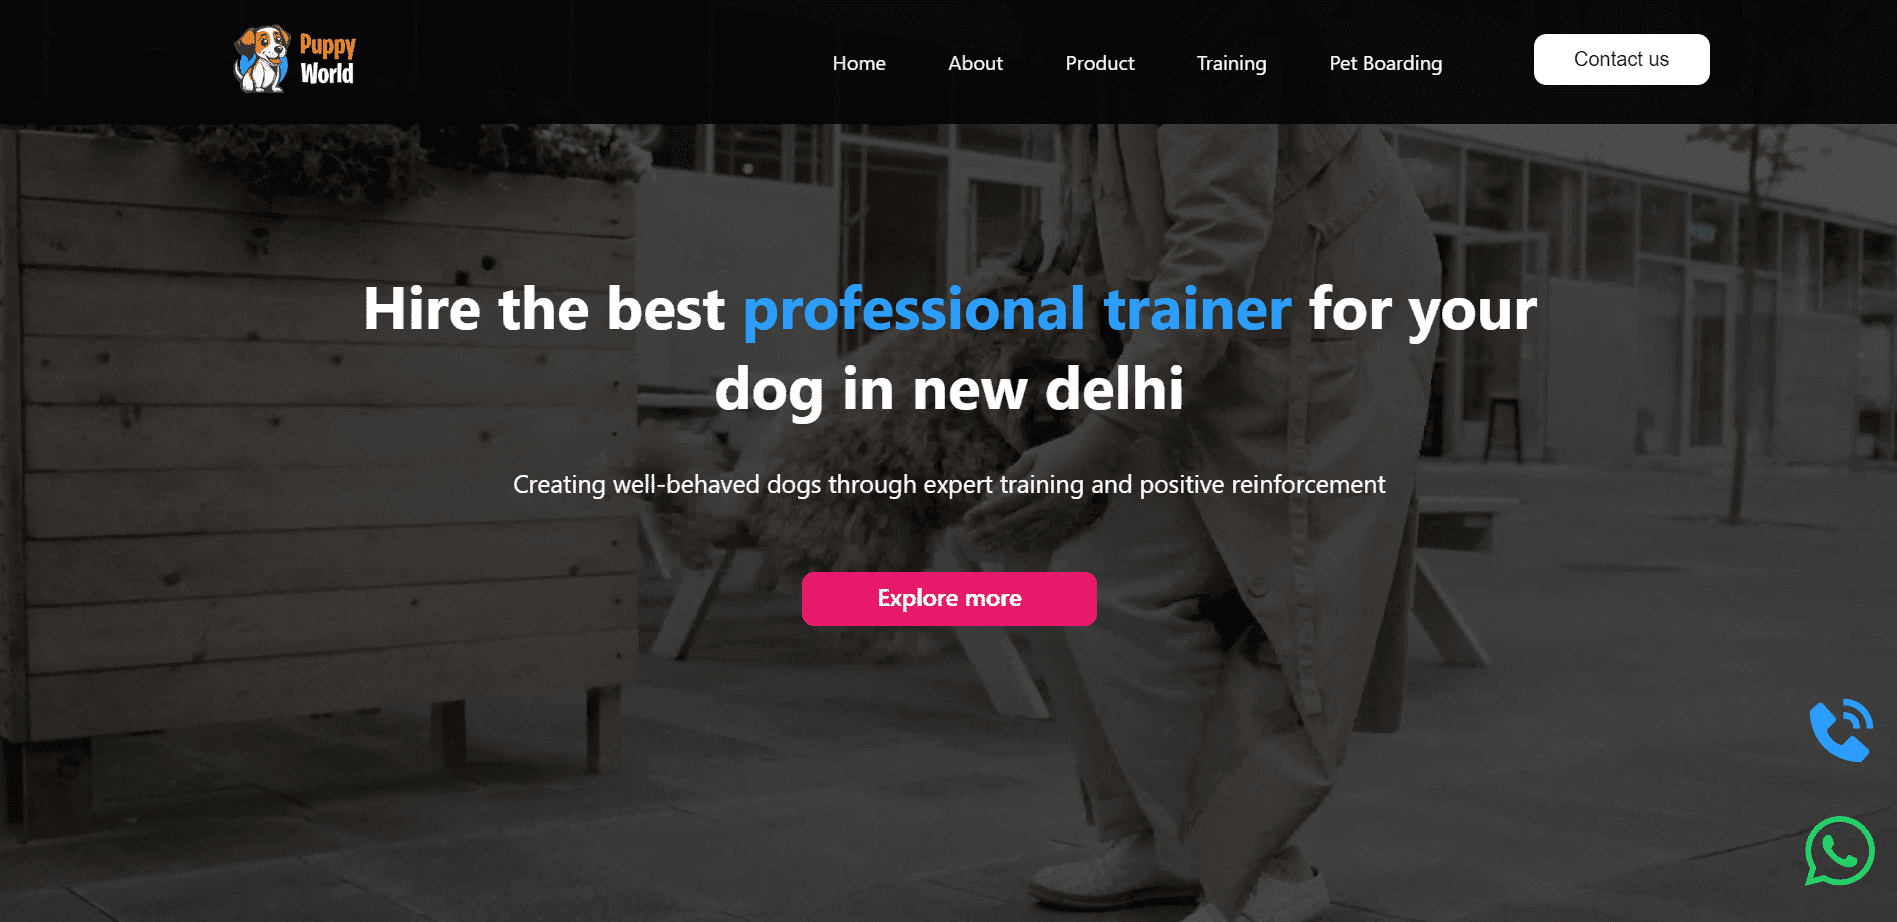 Puppy
World
Home About Product Training Pet Boarding Contact us
Hire the best professional trainer for your
dog in new delhi
Creating well-behaved dogs through expert training and positive reinforcement
Explore more